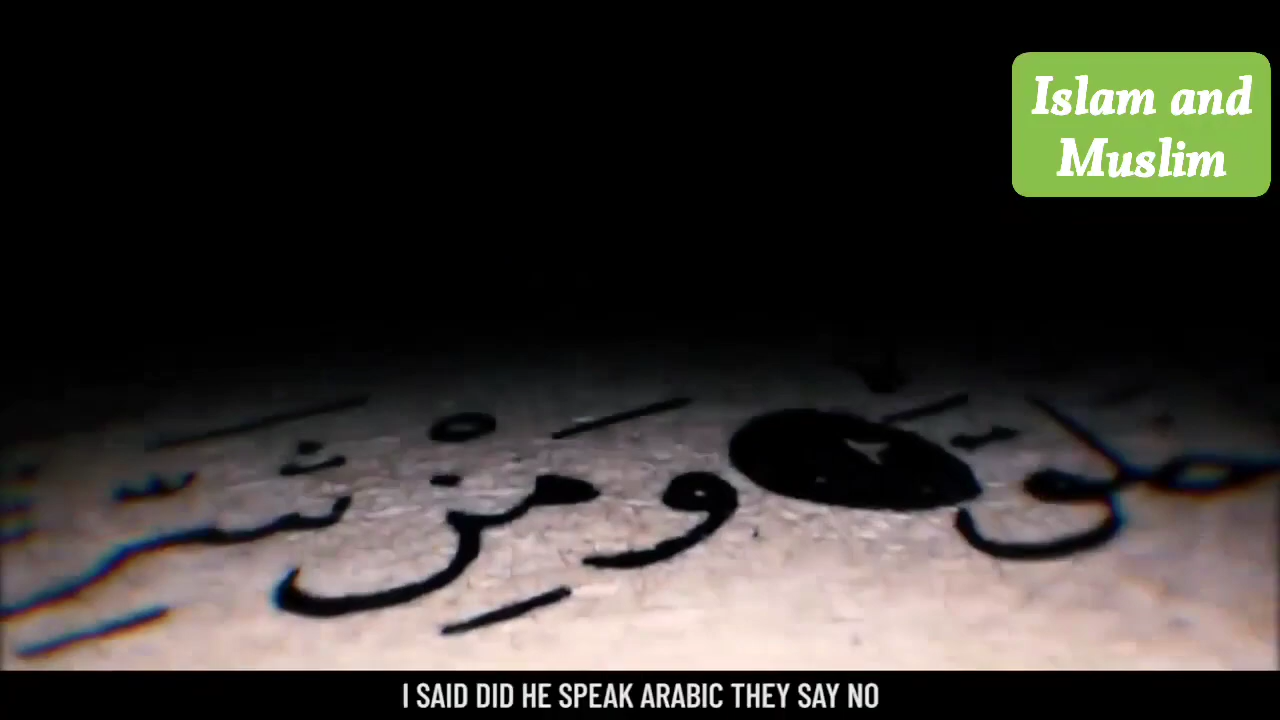 Islam and
Muslim
خَلَقَ وَمِنْ شَرِّ
I SAID DID HE SPEAK ARABIC THEY SAY NO